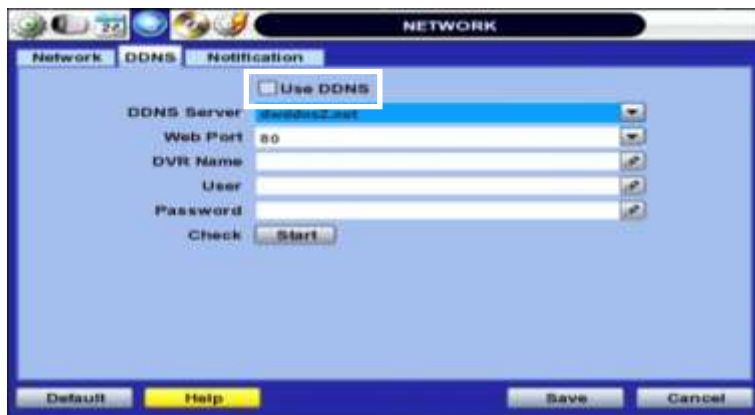 NETWORK
Network DDNS Notification
Use DDNS
DDNS Server dwddns2.net
Web Port 80
DVR Name
User
Password
Check Start
Default Help Save Cancel